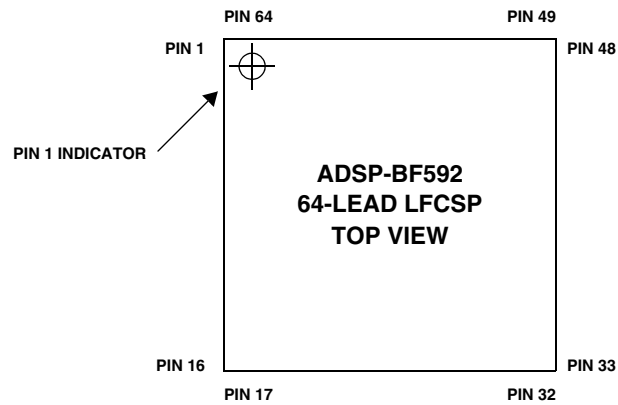 PIN 64
PIN 49
PIN 1
PIN 48
PIN 1 INDICATOR
ADSP-BF592
64-LEAD LFCSP
TOP VIEW
PIN 16
PIN 33
PIN 17
PIN 32